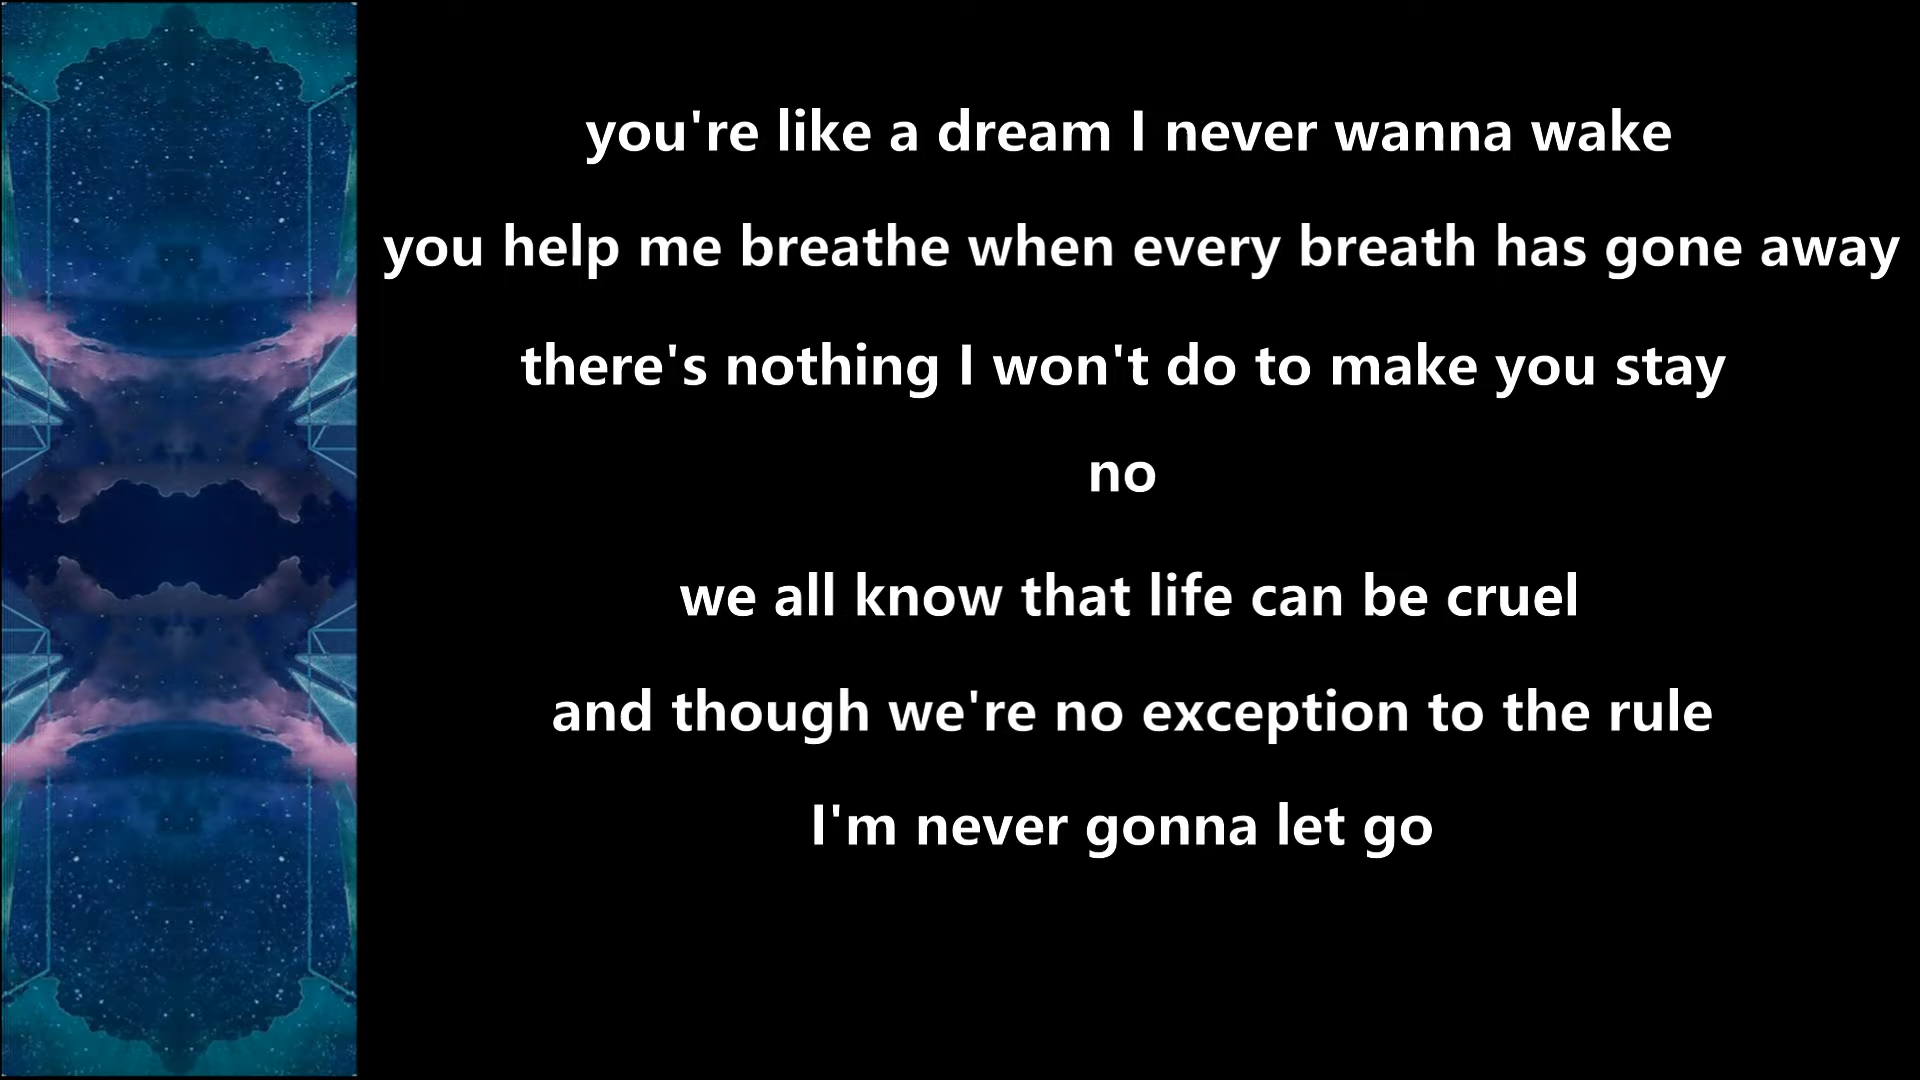 you're like a dream I never wanna wake
you help me breathe when every breath has gone away
there's nothing I won't do to make you stay
no
we all know that life can be cruel
and though we're no exception to the rule
I'm never gonna let go